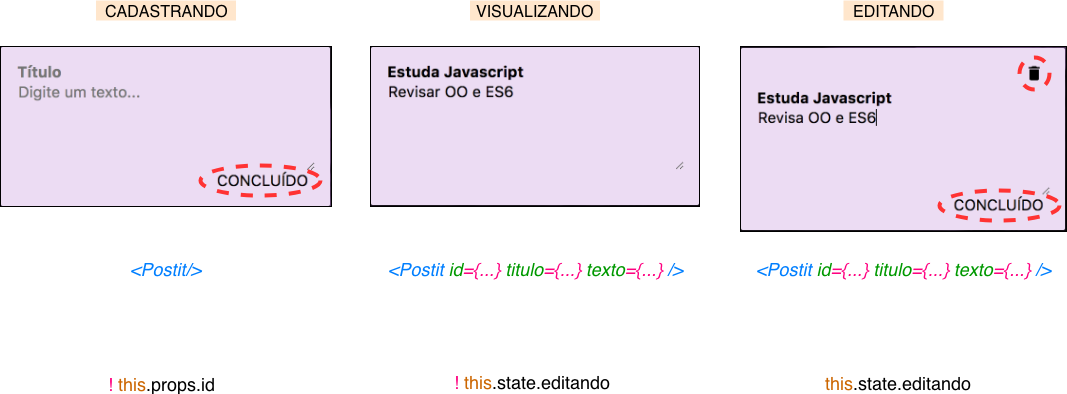 CADASTRANDO
VISUALIZANDO
EDITANDO
Título
Digite um texto...
CONCLUÍDO
Estuda Javascript
Revisar OO e ES6
Estuda Javascript
Revisa OO e ES6
CONCLUÍDO
<Postit/>
<Postit id={...} titulo={...} texto={...} />
<Postit id={...} titulo={...} texto={...} />
! this.props.id
! this.state.editando
this.state.editando